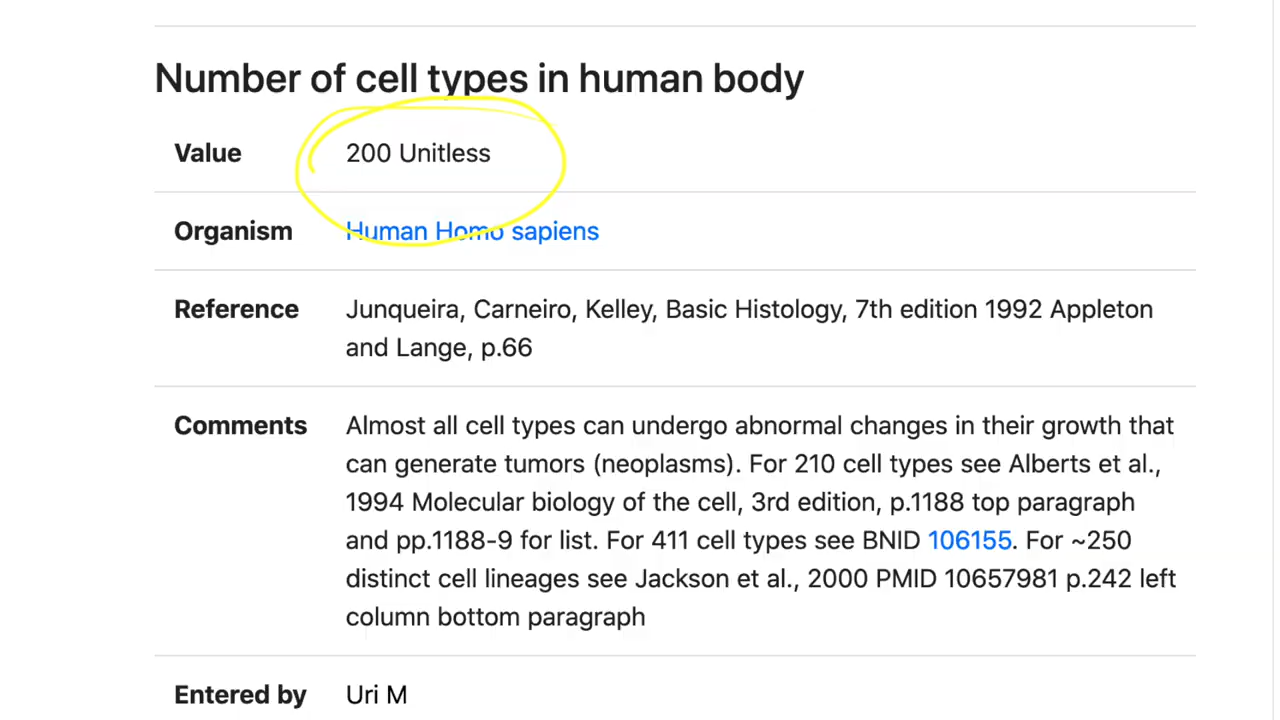 Number of cell types in human body
Value 200 Unitless
Organism Human Homo sapiens
Reference Junqueira, Carneiro, Kelley, Basic Histology, 7th edition 1992 Appleton
and Lange, p.66
Comments Almost all cell types can undergo abnormal changes in their growth that
can generate tumors (neoplasms). For 210 cell types see Alberts et al.,
1994 Molecular biology of the cell, 3rd edition, p.1188 top paragraph
and pp.1188-9 for list. For 411 cell types see BNID 106155. For ~250
distinct cell lineages see Jackson et al., 2000 PMID 10657981 p.242 left
column bottom paragraph
Entered by Uri M